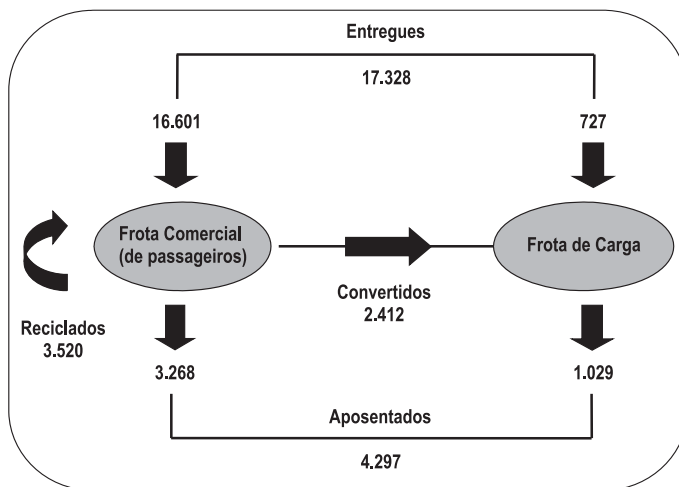 Entregues
17.328
16.601
727
Frota Comercial
(de passageiros)
Frota de Carga
Convertidos
2.412
Reciclados
3.520
3.268
1.029
Aposentados
4.297